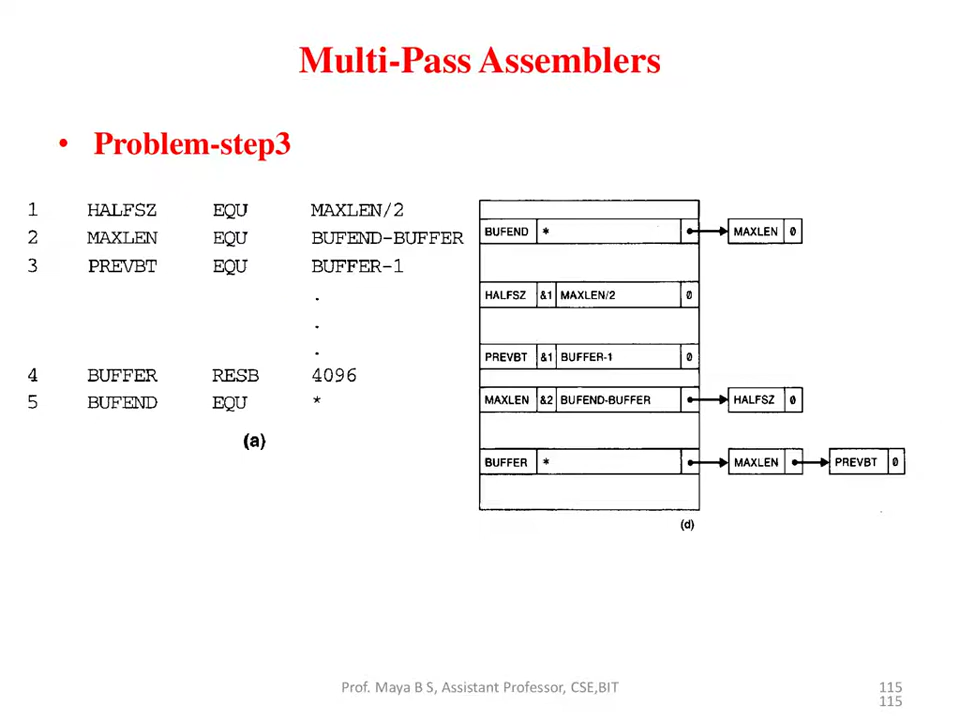 Multi-Pass Assemblers
• Problem-step3
1 HALFSZ EQU MAXLEN/2
2 MAXLEN EQU BUFEND-BUFFER
3 PREVBT EQU BUFFER-1
.
.
.
4 BUFFER RESB 4096
5 BUFEND EQU *
(a)
BUFEND * MAXLEN 0
HALFSZ &1 MAXLEN/2 0
PREVBT &1 BUFFER-1 0
MAXLEN &2 BUFEND-BUFFER HALFSZ 0
BUFFER * MAXLEN PREVBT 0
(d)
Prof. Maya B S, Assistant Professor, CSE,BIT
115
115